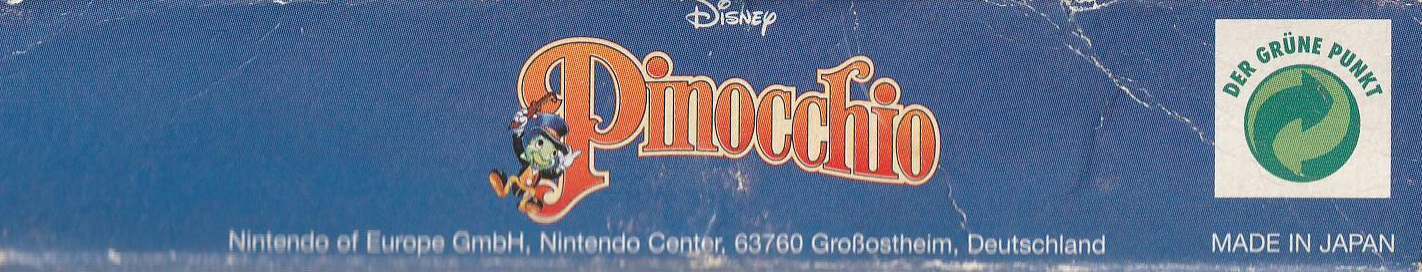 Disney
Pinocchio
DER GRÜNE PUNKT
Nintendo of Europe GmbH, Nintendo Center, 63760 Großostheim, Deutschland
MADE IN JAPAN